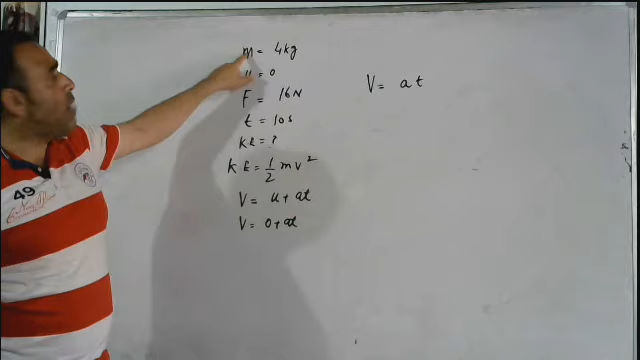 m = 4kg
u = 0
F = 16N
t = 10s
KE = ?
KE = 1/2 mv²
V = u + at
V = 0 + at
V = at
49